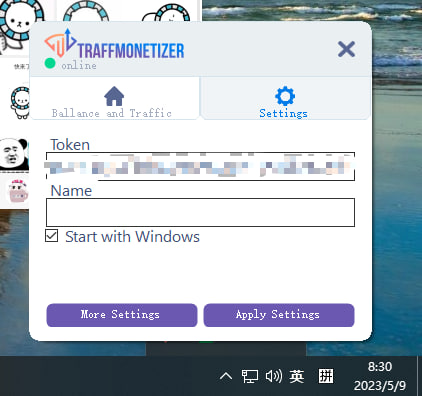 TRAFFMONETIZER
online
Ballance and Traffic
Settings
Token
Name
Start with Windows
More Settings
Apply Settings
英 拼
8:30
2023/5/9